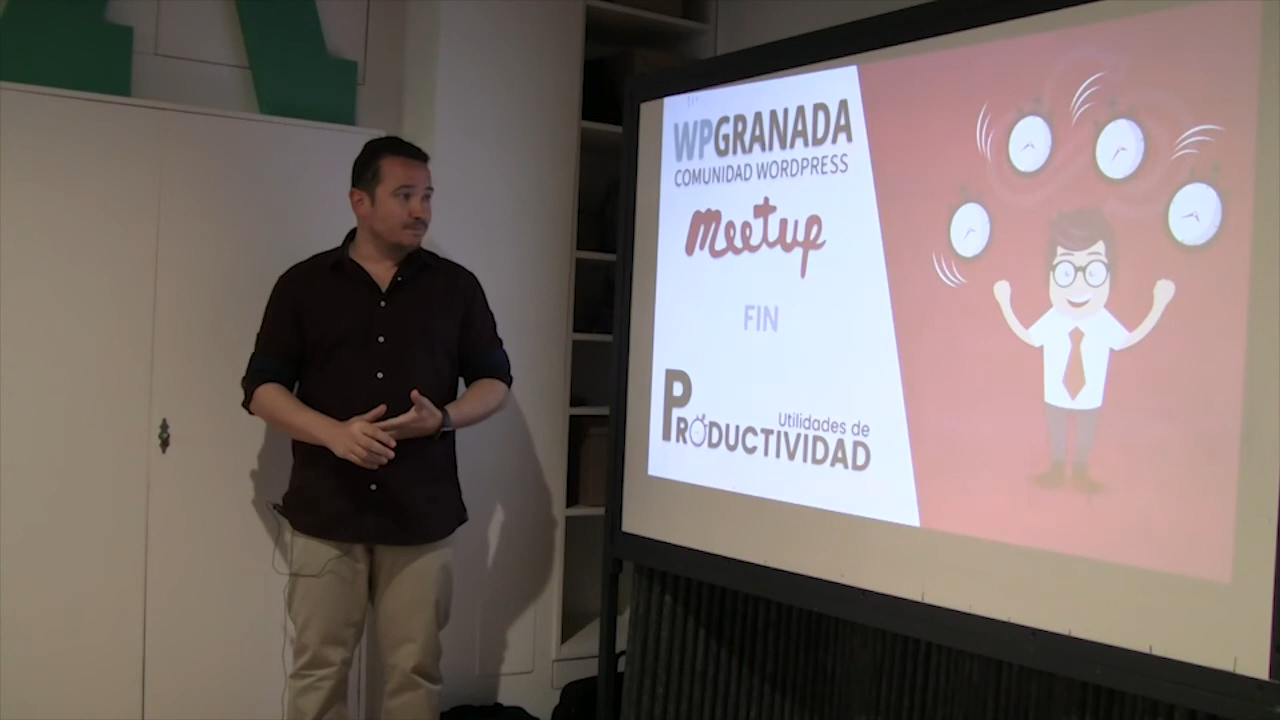 WPGRANADA
COMUNIDAD WORDPRESS
meetup
FIN
Utilidades de
PRODUCTIVIDAD